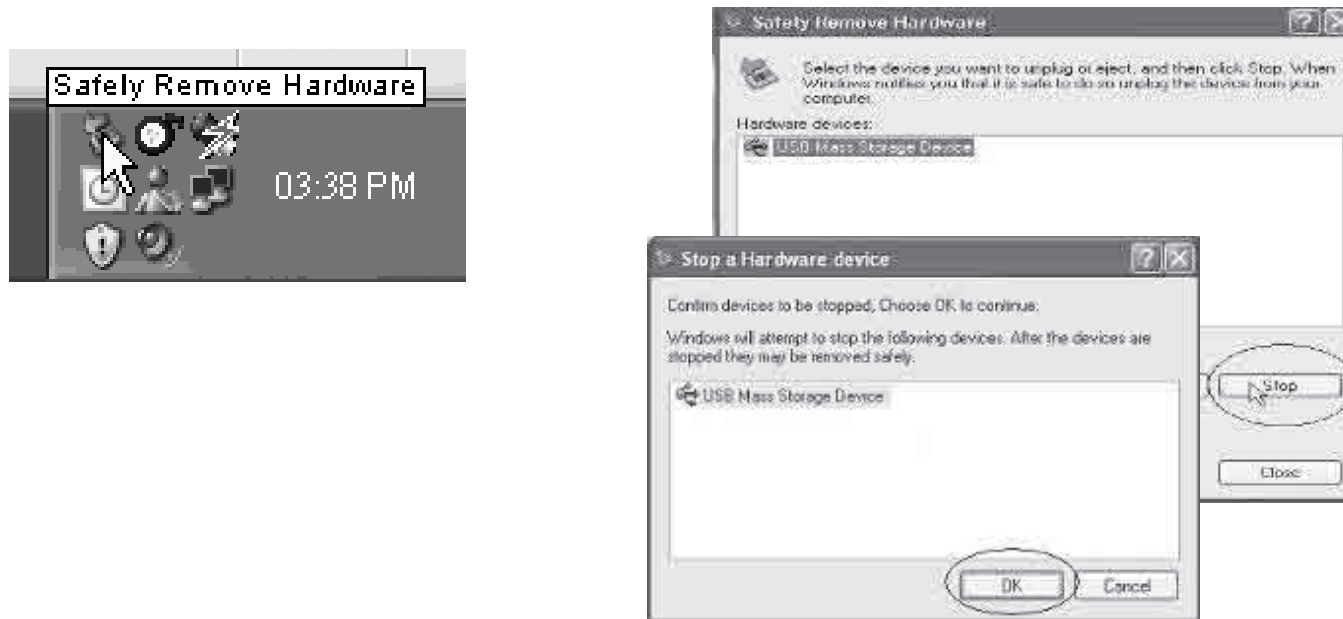 Safely Remove Hardware
03:38 PM
Safely Remove Hardware
Select the device you want to unplug or eject, and then click Stop. When
Windows notifies you that it is safe to do so unplug the device from your
computer.
Hardware devices:
USB Mass Storage Device
Stop
Close
Stop a Hardware device
Confirm devices to be stopped, Choose OK to continue:
Windows will attempt to stop the following devices. After the devices are
stopped they may be removed safely.
USB Mass Storage Device
OK
Cancel